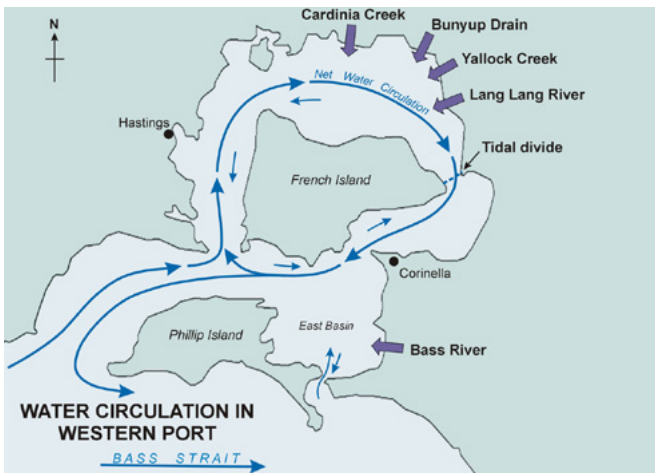 N
Cardinia Creek
Bunyup Drain
Yallock Creek
Lang Lang River
Net Water Circulation
Hastings
Tidal divide
French Island
Corinella
Phillip Island
East Basin
Bass River
WATER CIRCULATION IN
WESTERN PORT
BASS STRAIT